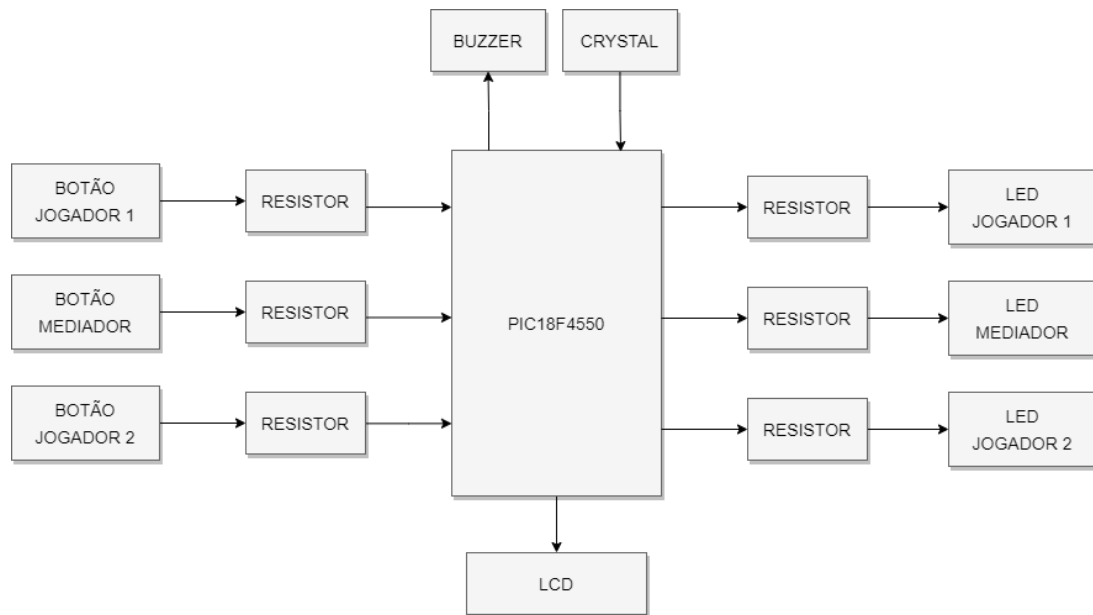 BUZZER
CRYSTAL
BOTÃO
JOGADOR 1
RESISTOR
RESISTOR
LED
JOGADOR 1
BOTÃO
MEDIADOR
RESISTOR
PIC18F4550
RESISTOR
LED
MEDIADOR
BOTÃO
JOGADOR 2
RESISTOR
RESISTOR
LED
JOGADOR 2
LCD